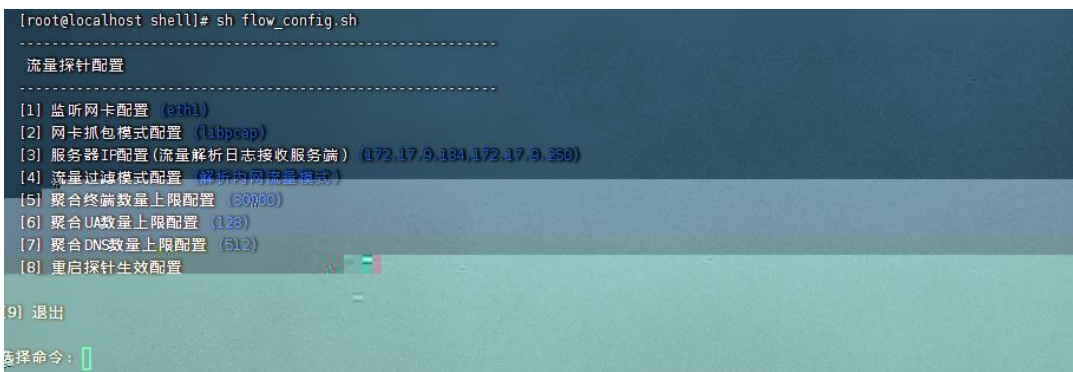 [root@localhost shell]# sh flow_config.sh
---------------------------------------------------------
流量探针配置
---------------------------------------------------------
[1] 监听网卡配置 (eth1)
[2] 网卡抓包模式配置 (libpcap)
[3] 服务器IP配置(流量解析日志接收服务端) (172.17.9.184,172.17.9.250)
[4] 流量过滤模式配置 (解析内网流量模式)
[5] 聚合终端数量上限配置 (30000)
[6] 聚合UA数量上限配置 (128)
[7] 聚合DNS数量上限配置 (512)
[8] 重启探针生效配置
[9] 退出
选择命令: